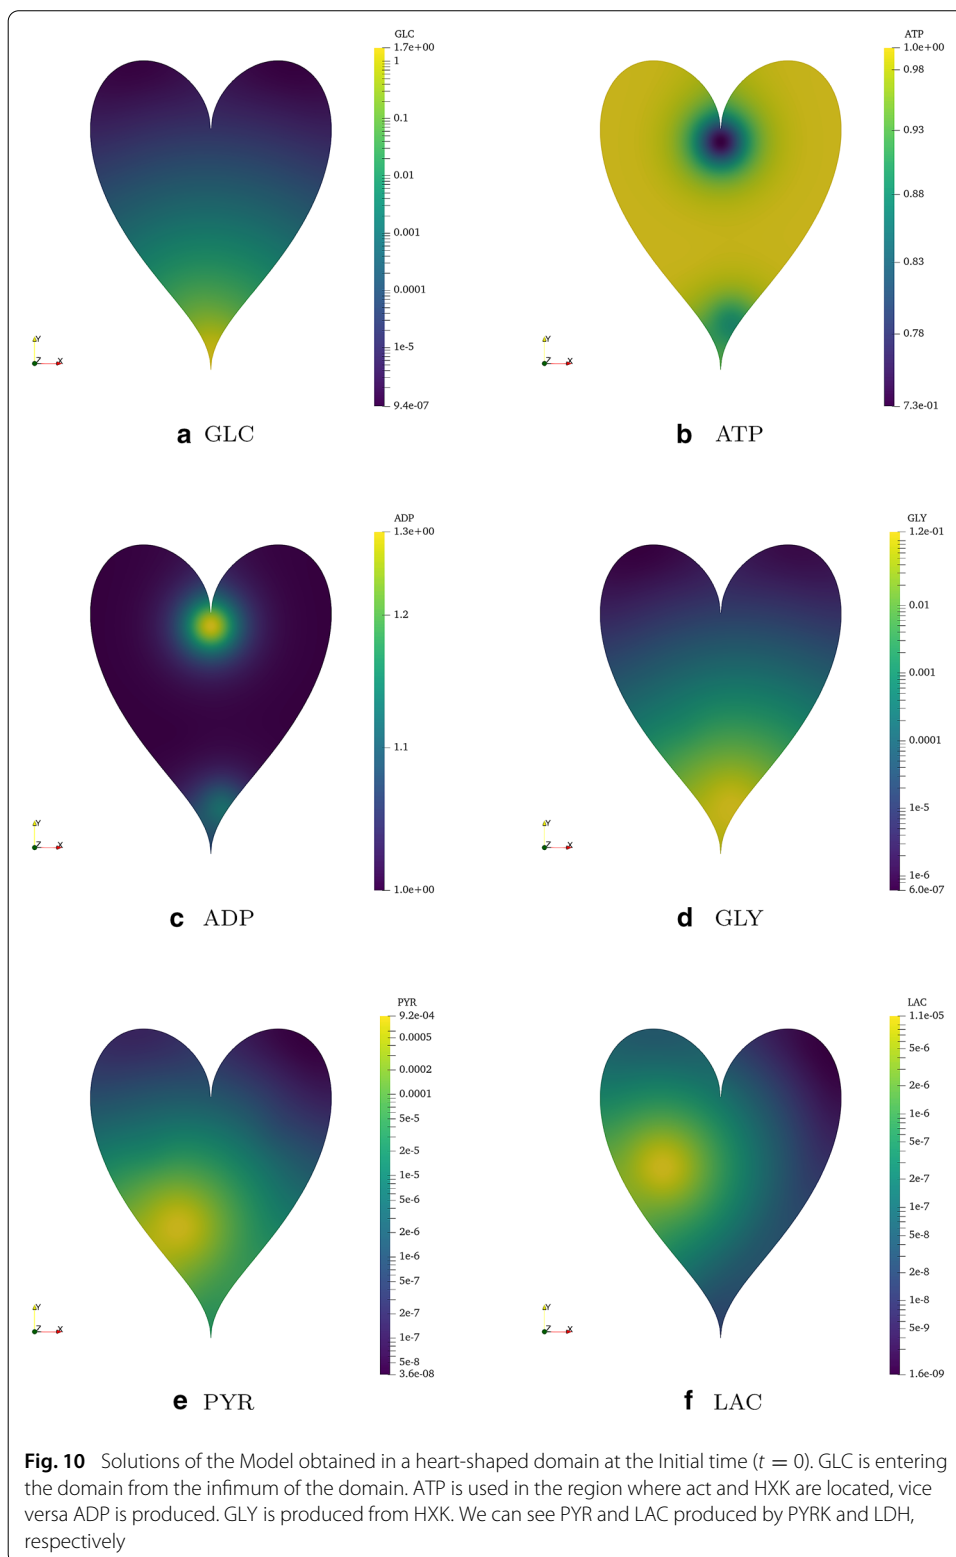 GLC
1.7e+00
1
0.1
0.01
0.001
0.0001
1e-5
9.4e-07
Y
Z X
a GLC
ATP
1.0e+00
0.98
0.93
0.88
0.83
0.78
7.3e-01
Y
Z X
b ATP
ADP
1.3e+00
1.2
1.1
1.0e+00
Y
Z X
c ADP
GLY
1.2e-01
0.01
0.001
0.0001
1e-5
1e-6
6.0e-07
Y
Z X
d GLY
PYR
9.2e-04
0.0005
0.0002
0.0001
5e-5
2e-5
1e-5
5e-6
2e-6
1e-6
5e-7
2e-7
1e-7
5e-8
3.6e-08
Y
Z X
e PYR
LAC
1.1e-05
5e-6
2e-6
1e-6
5e-7
2e-7
1e-7
5e-8
2e-8
1e-8
5e-9
1.6e-09
Y
Z X
f LAC
Fig. 10 Solutions of the Model obtained in a heart-shaped domain at the Initial time (t = 0). GLC is entering
the domain from the infimum of the domain. ATP is used in the region where act and HXK are located, vice
versa ADP is produced. GLY is produced from HXK. We can see PYR and LAC produced by PYRK and LDH,
respectively